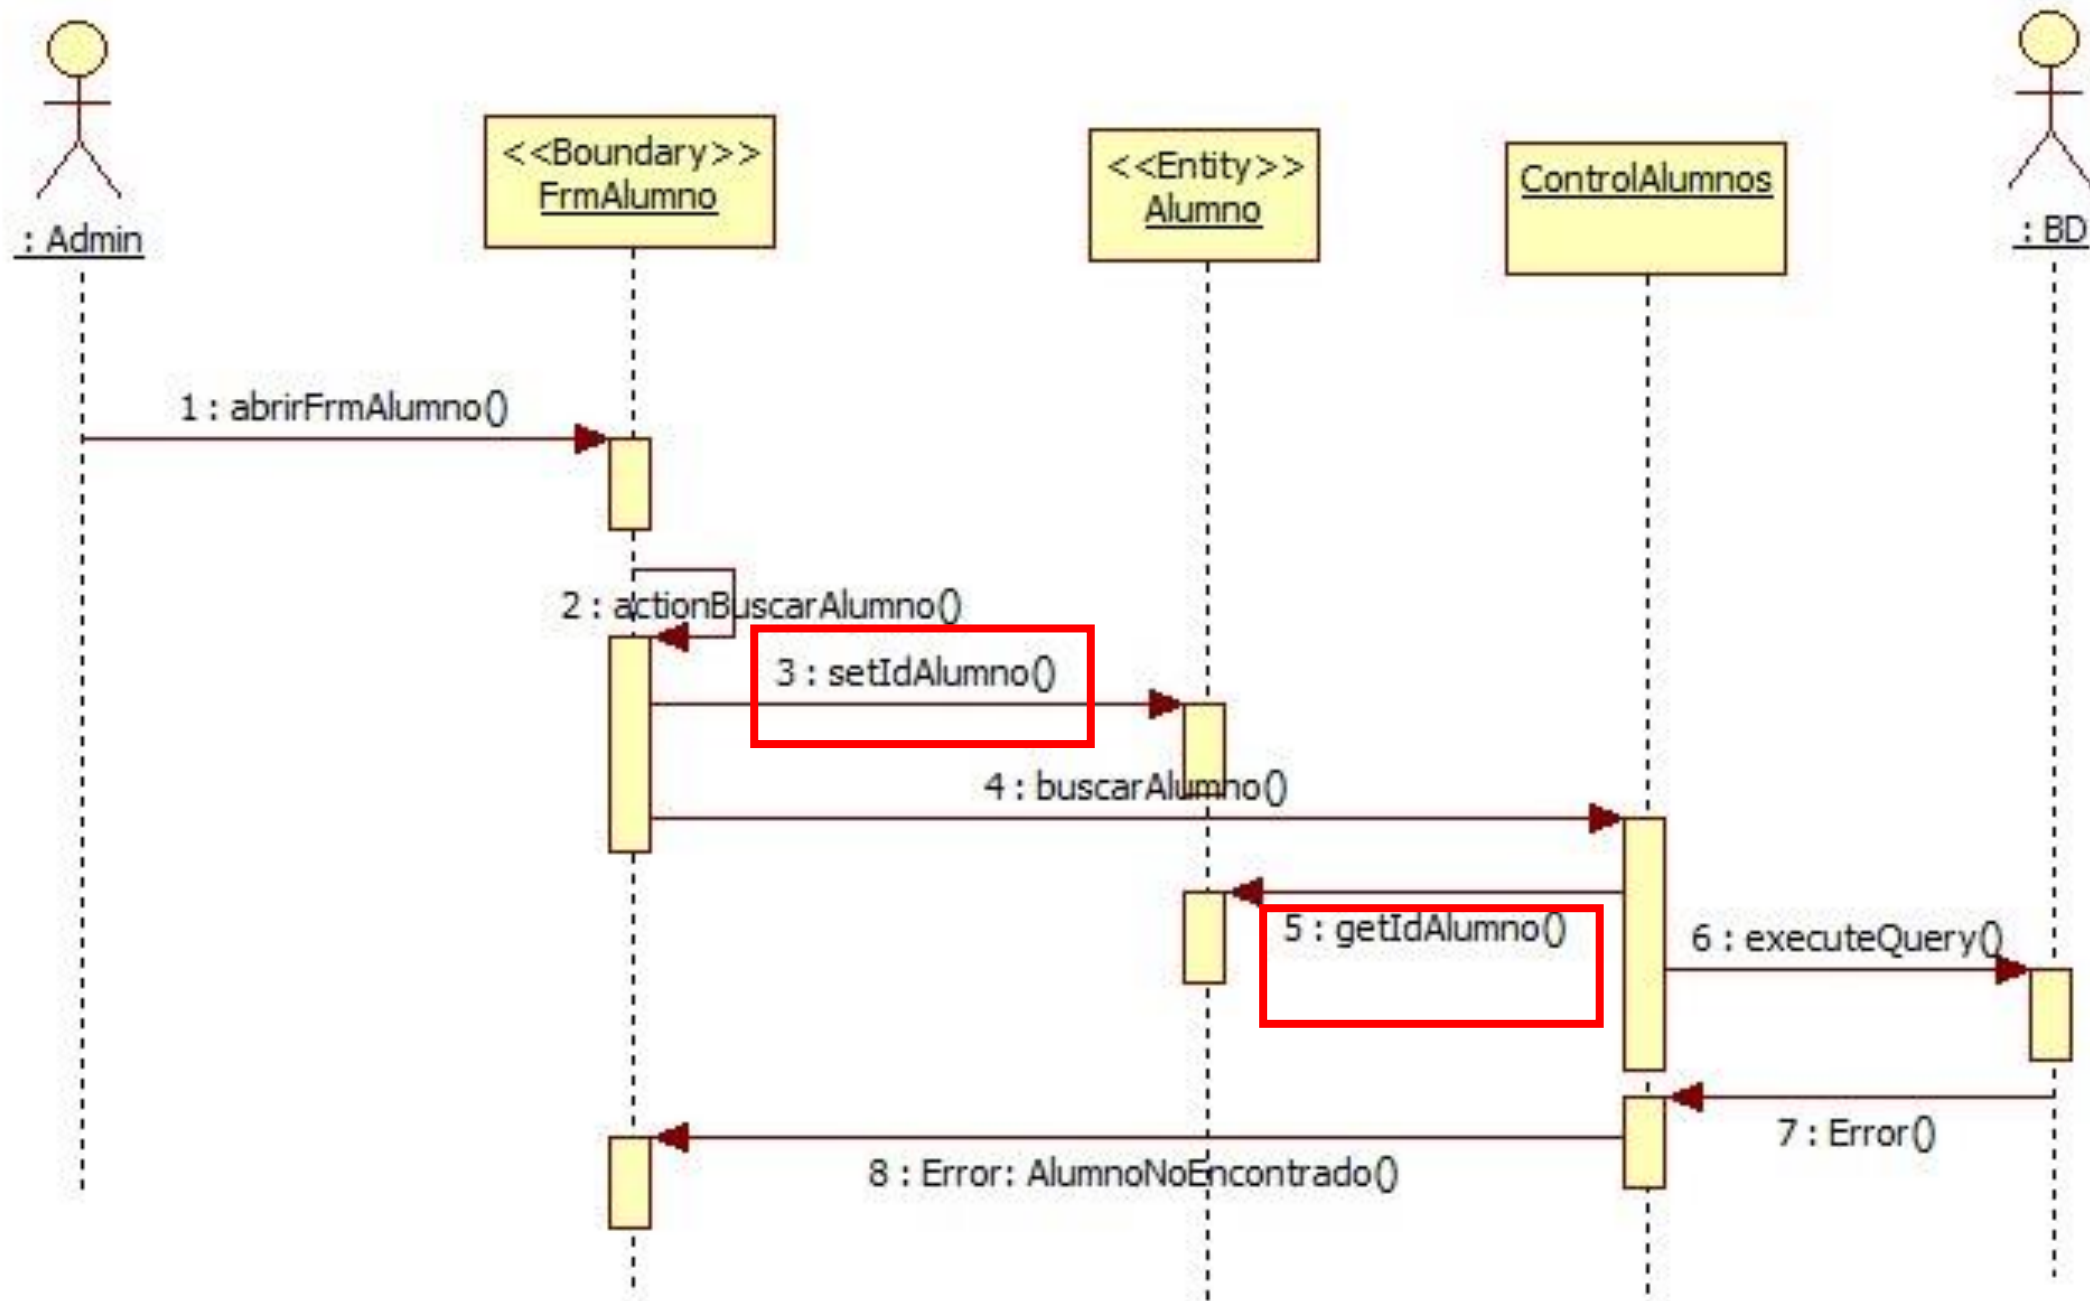 : Admin
<<Boundary>>
FrmAlumno
<<Entity>>
Alumno
ControlAlumnos
: BD
1 : abrirFrmAlumno()
2 : actionBuscarAlumno()
3 : setIdAlumno()
4 : buscarAlumno()
5 : getIdAlumno()
6 : executeQuery()
7 : Error()
8 : Error: AlumnoNoEncontrado()